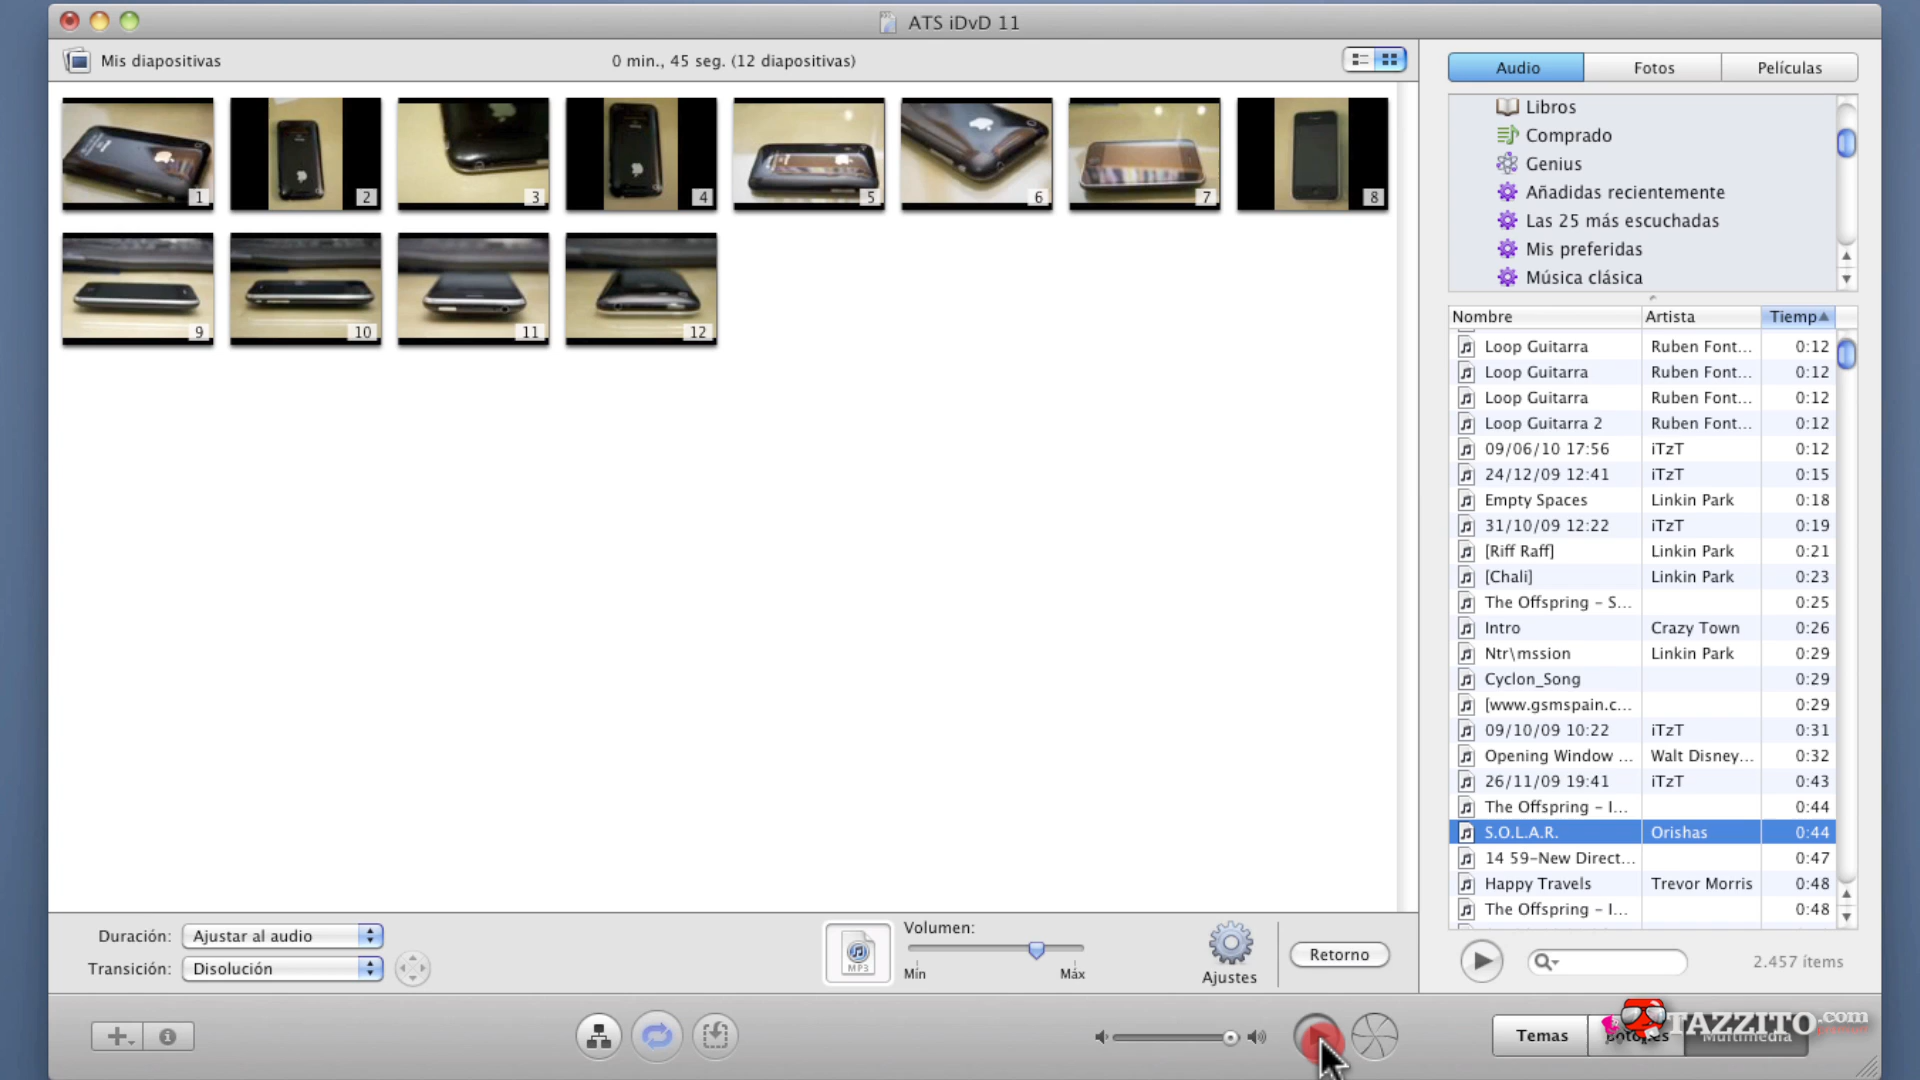 ATS iDvD 11
Mis diapositivas
0 min., 45 seg. (12 diapositivas)
Audio
Fotos
Películas
1
2
3
4
5
6
7
8
9
10
11
12
Libros
Comprado
Genius
Añadidas recientemente
Las 25 más escuchadas
Mis preferidas
Música clásica
Nombre Artista Tiemp
Loop Guitarra Ruben Font... 0:12
Loop Guitarra Ruben Font... 0:12
Loop Guitarra Ruben Font... 0:12
Loop Guitarra 2 Ruben Font... 0:12
09/06/10 17:56 iTzT 0:12
24/12/09 12:41 iTzT 0:15
Empty Spaces Linkin Park 0:18
31/10/09 12:22 iTzT 0:19
[Riff Raff] Linkin Park 0:21
[Chali] Linkin Park 0:23
The Offspring - S... 0:25
Intro Crazy Town 0:26
Ntr\mssion Linkin Park 0:29
Cyclon_Song 0:29
[www.gsmspain.c... 0:29
09/10/09 10:22 iTzT 0:31
Opening Window ... Walt Disney... 0:32
26/11/09 19:41 iTzT 0:43
The Offspring - I... 0:44
S.O.L.A.R. Orishas 0:44
14 59-New Direct... 0:47
Happy Travels Trevor Morris 0:48
The Offspring - I... 0:48
Duración: Ajustar al audio
Transición: Disolución
MP3
Volumen:
Mín Máx
Ajustes
Retorno
2.457 ítems
Temas
Botones
Multimedia
TAZZITO.com